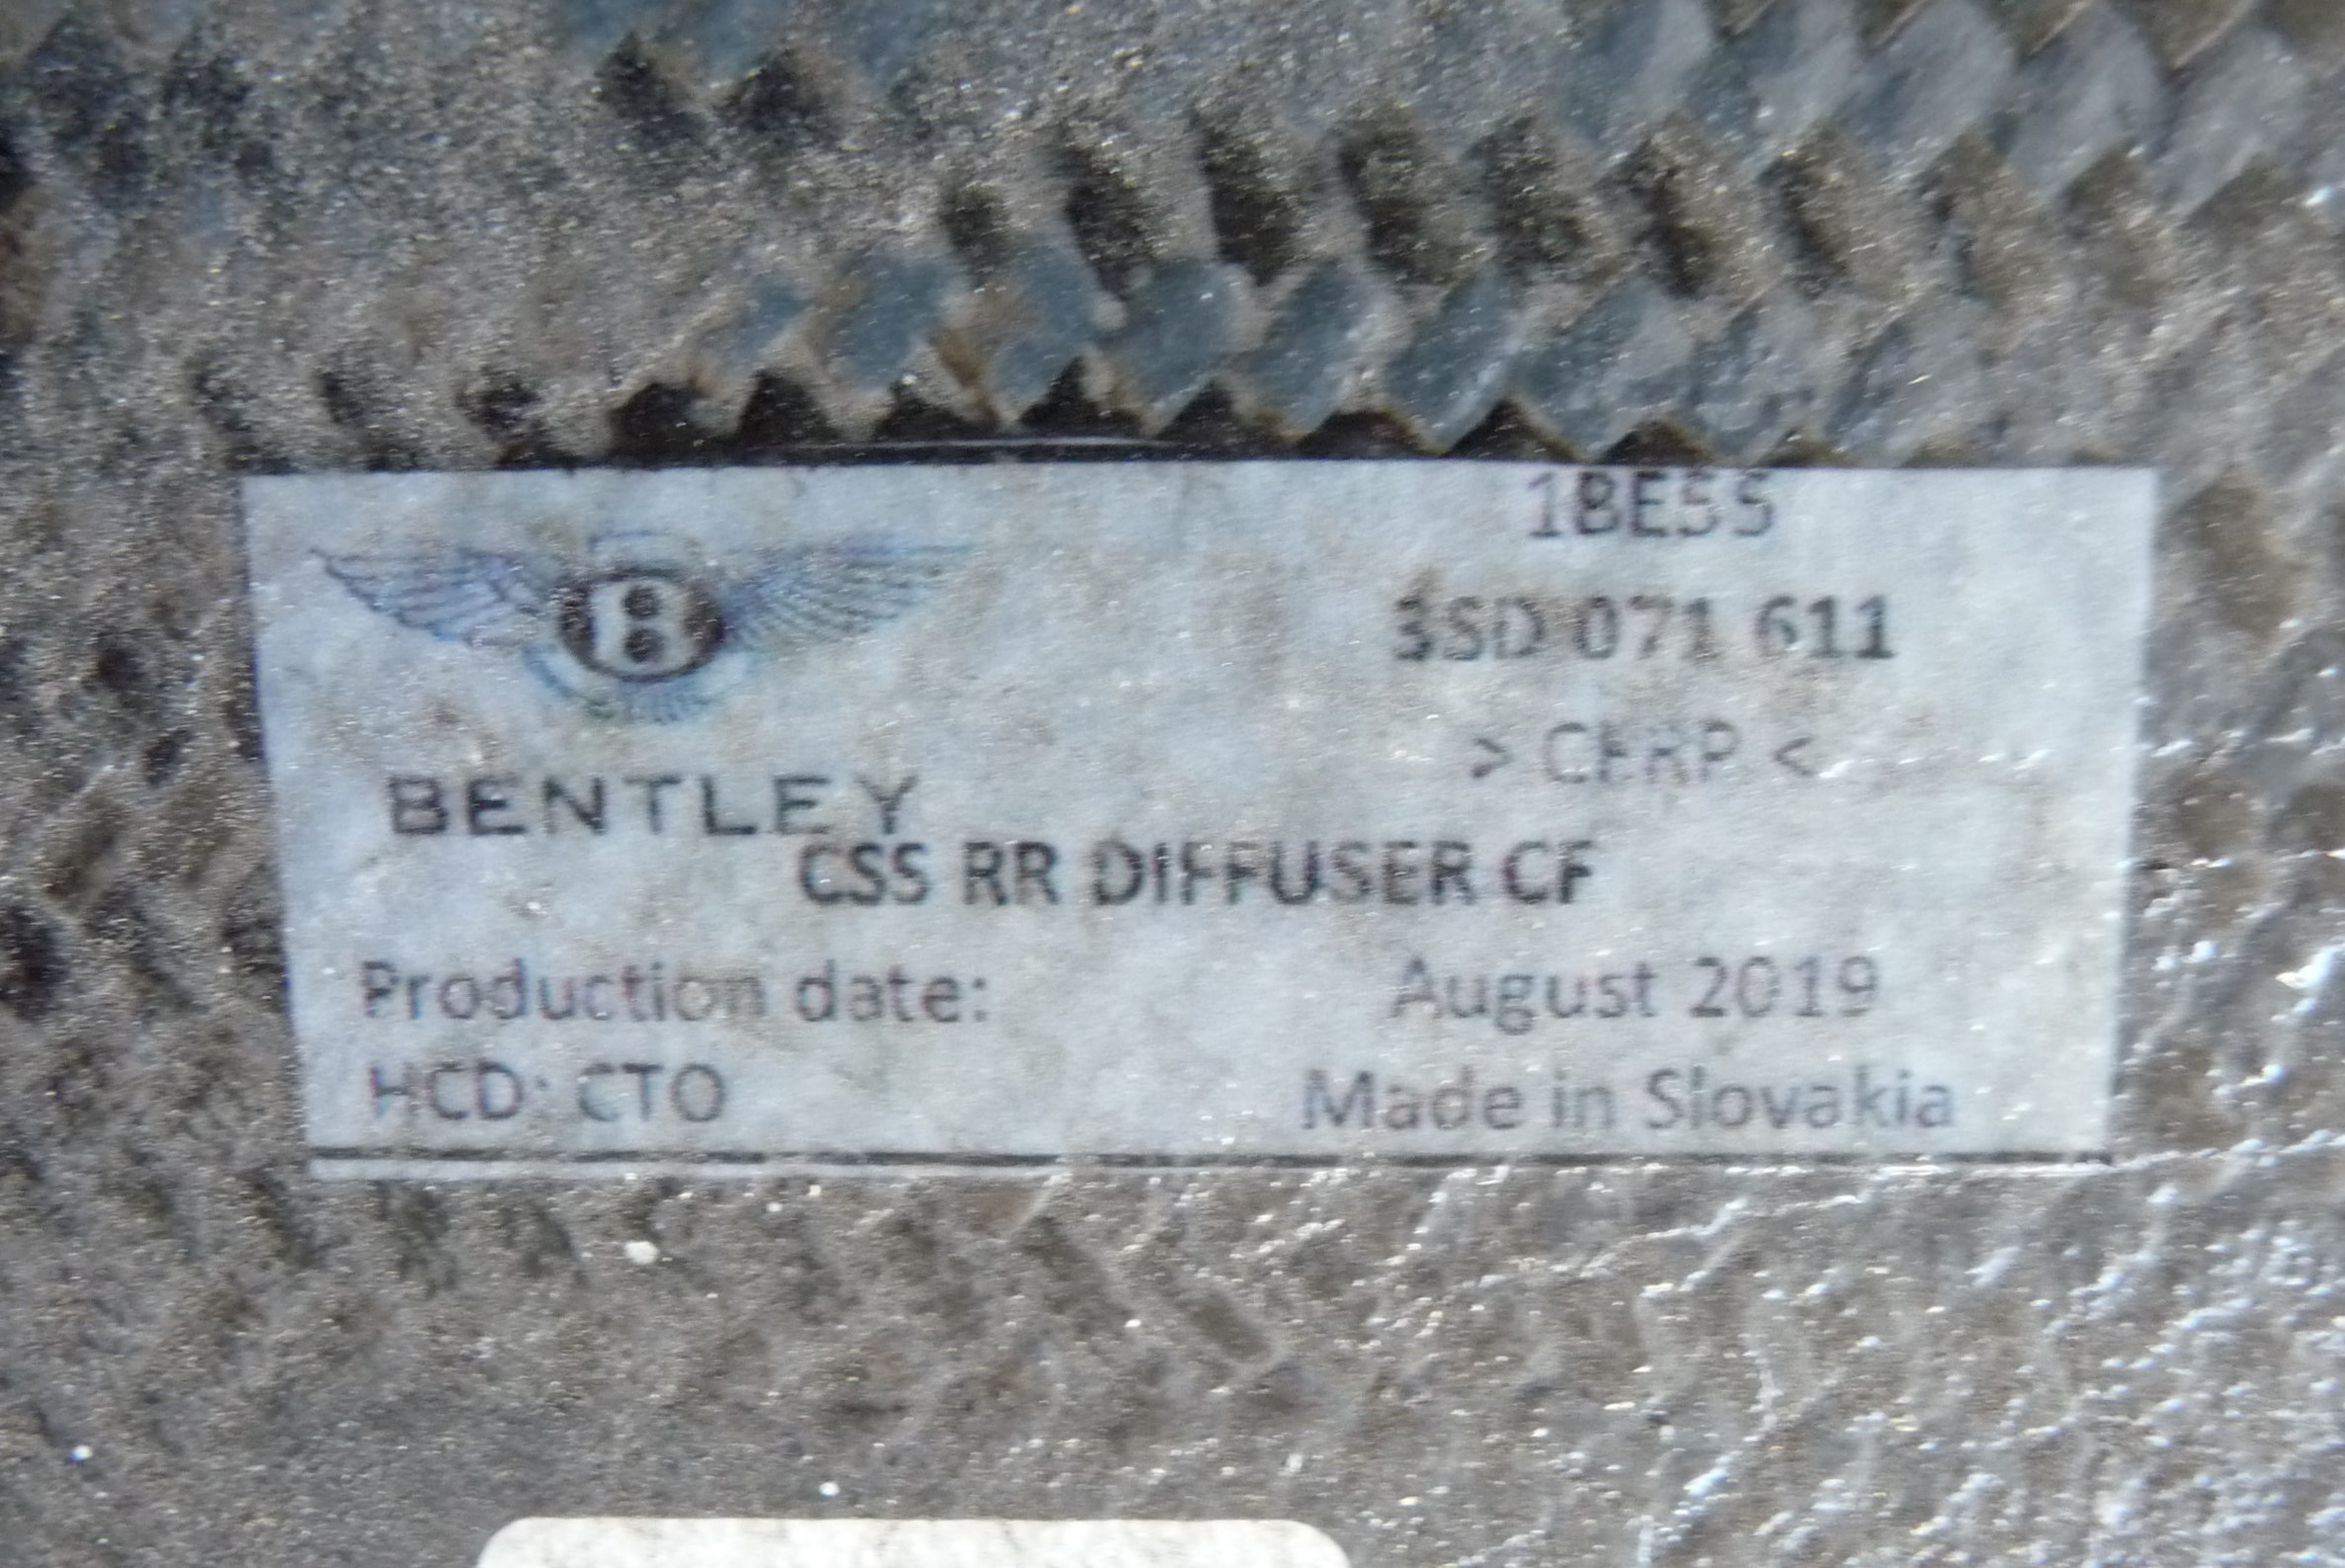 1BE55
3SD 071 611
> CFRP <
B
BENTLEY
CSS RR DIFFUSER CF
Production date: August 2019
HCD: CTO Made in Slovakia